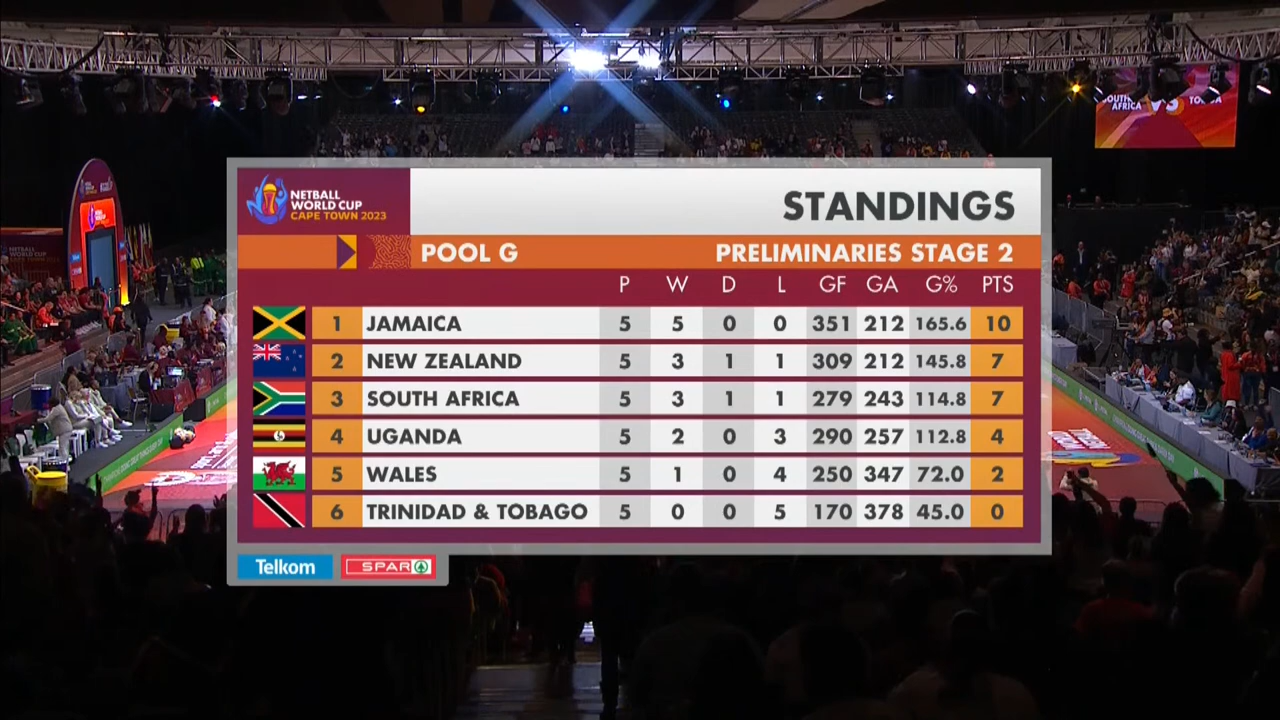 SOUTH
AFRICA
VS
NETBALL
WORLD CUP
CAPE TOWN 2023
STANDINGS
POOL G PRELIMINARIES STAGE 2
P W D L GF GA G% PTS
1 JAMAICA 5 5 0 0 351 212 165.6 10
2 NEW ZEALAND 5 3 1 1 309 212 145.8 7
3 SOUTH AFRICA 5 3 1 1 279 243 114.8 7
4 UGANDA 5 2 0 3 290 257 112.8 4
5 WALES 5 1 0 4 250 347 72.0 2
6 TRINIDAD & TOBAGO 5 0 0 5 170 378 45.0 0
Telkom SPAR